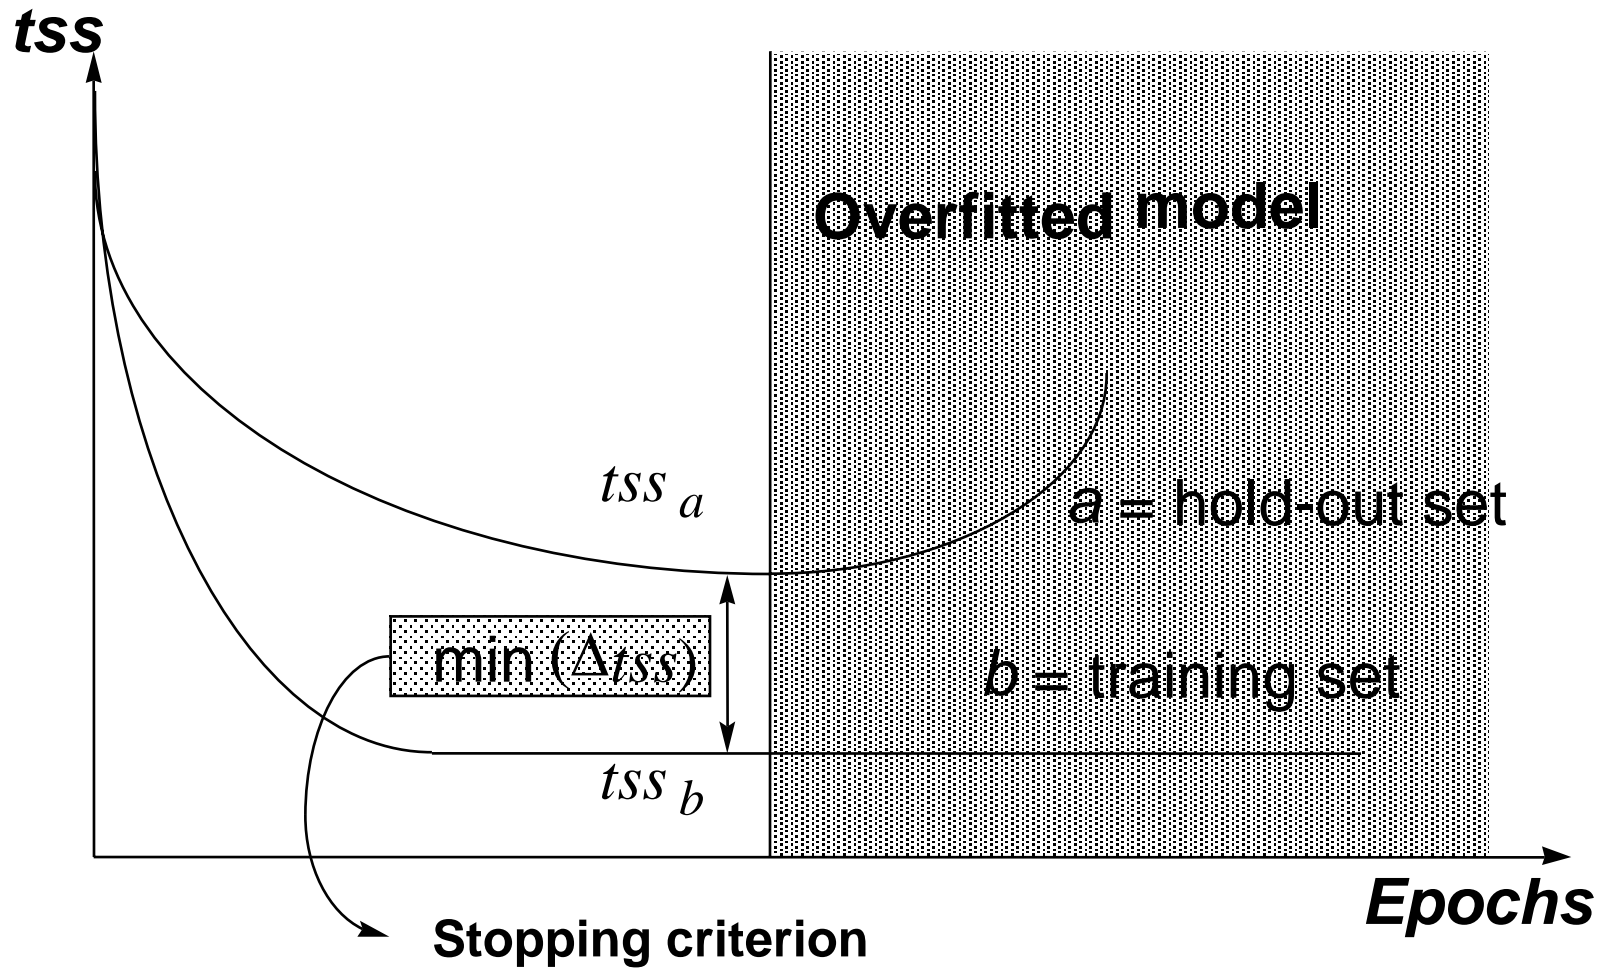 tss
Overfitted model
tss a
a = hold-out set
min (Δtss)
b = training set
tss b
Epochs
Stopping criterion